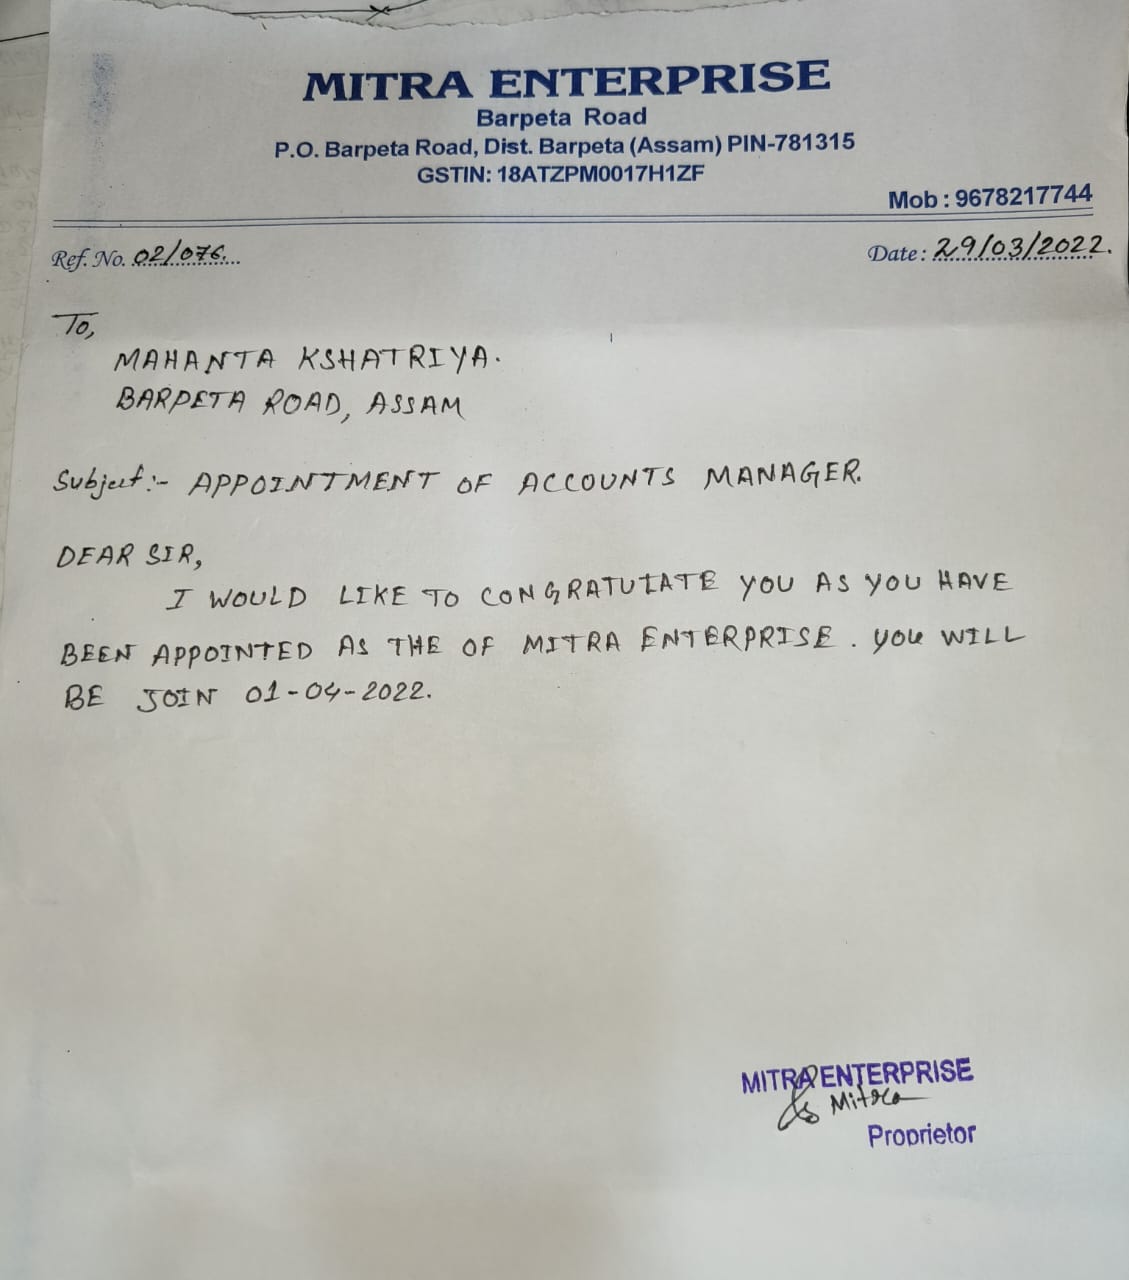 MITRA ENTERPRISE
Barpeta Road
P.O. Barpeta Road, Dist. Barpeta (Assam) PIN-781315
GSTIN: 18ATZPM0017H1ZF
Mob : 9678217744
Ref. No. 02/076
Date : 29/03/2022.
To,
MAHANTA KSHATRIYA.
BARPETA ROAD, ASSAM
Subject :- APPOINTMENT OF ACCOUNTS MANAGER.
DEAR SIR,
I WOULD LIKE TO CONGRATUIATE YOU AS YOU HAVE
BEEN APPOINTED AS THE OF MITRA ENTERPRISE. YOU WILL
BE JOIN 01-04-2022.
MITRA ENTERPRISE
Mitra
Proprietor